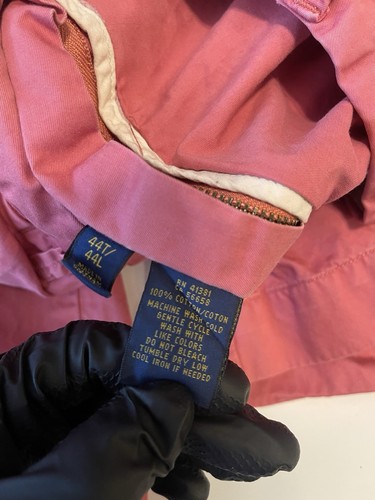 44T/
44L
RN 41381
CA 56658
100% COTTON/COTON
MACHINE WASH COLD
GENTLE CYCLE
WASH WITH
LIKE COLORS
DO NOT BLEACH
TUMBLE DRY LOW
COOL IRON IF NEEDED